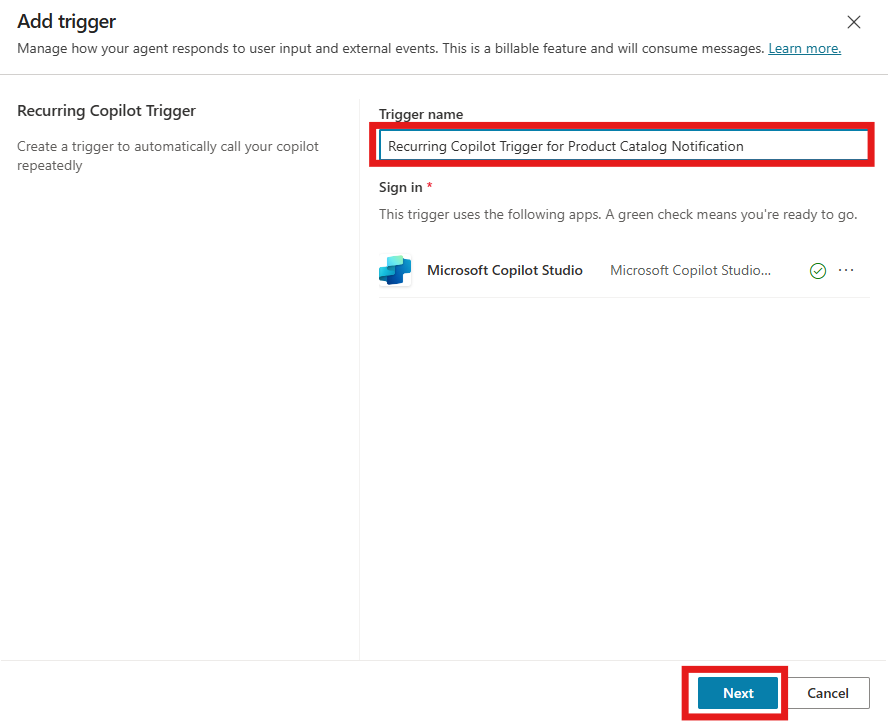 Add trigger
Manage how your agent responds to user input and external events. This is a billable feature and will consume messages. Learn more.
Recurring Copilot Trigger
Create a trigger to automatically call your copilot
repeatedly
Trigger name
Recurring Copilot Trigger for Product Catalog Notification
Sign in *
This trigger uses the following apps. A green check means you're ready to go.
Microsoft Copilot Studio Microsoft Copilot Studio...
Next Cancel